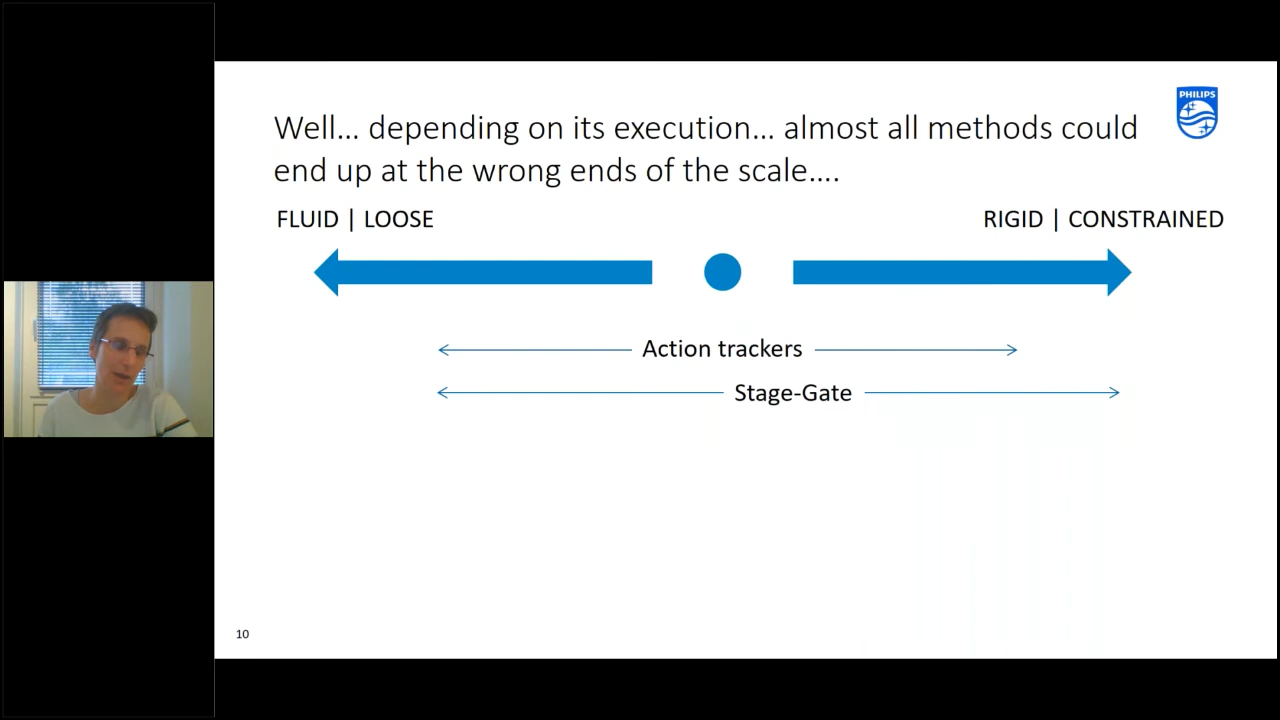 PHILIPS
Well... depending on its execution... almost all methods could
end up at the wrong ends of the scale....
FLUID | LOOSE
RIGID | CONSTRAINED
Action trackers
Stage-Gate
10